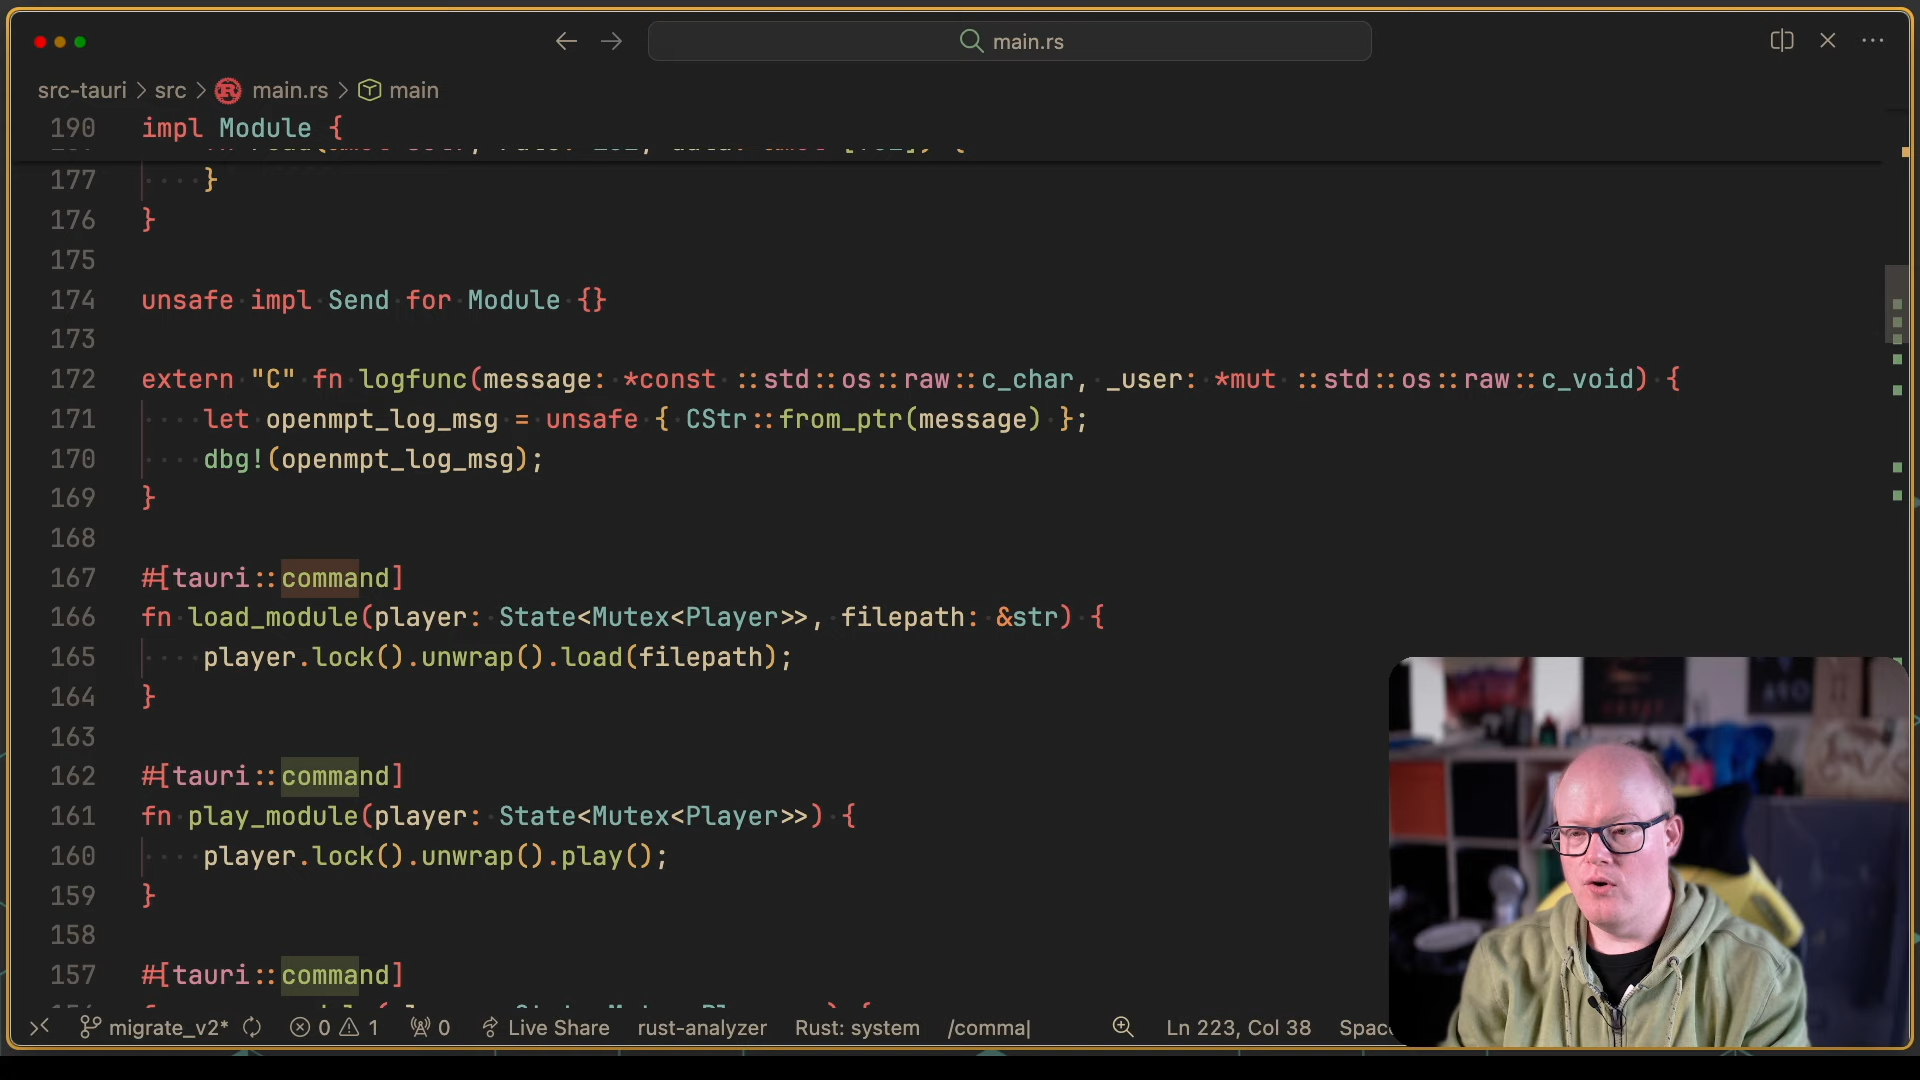 main.rs
src-tauri > src > main.rs > main
190 impl Module {
177 }
176 }
175
174 unsafe impl Send for Module {}
173
172 extern "C" fn logfunc(message: *const ::std::os::raw::c_char, _user: *mut ::std::os::raw::c_void) {
171 let openmpt_log_msg = unsafe { CStr::from_ptr(message) };
170 dbg!(openmpt_log_msg);
169 }
168
167 #[tauri::command]
166 fn load_module(player: State<Mutex<Player>>, filepath: &str) {
165 player.lock().unwrap().load(filepath);
164 }
163
162 #[tauri::command]
161 fn play_module(player: State<Mutex<Player>>) {
160 player.lock().unwrap().play();
159 }
158
157 #[tauri::command]
migrate_v2* 0 1 0 Live Share rust-analyzer Rust: system /comma| Ln 223, Col 38